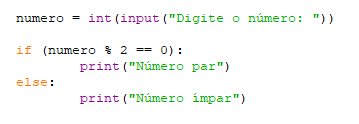 numero = int(input("Digite o número: "))
if (numero % 2 == 0):
print("Número par")
else:
print("Número ímpar")